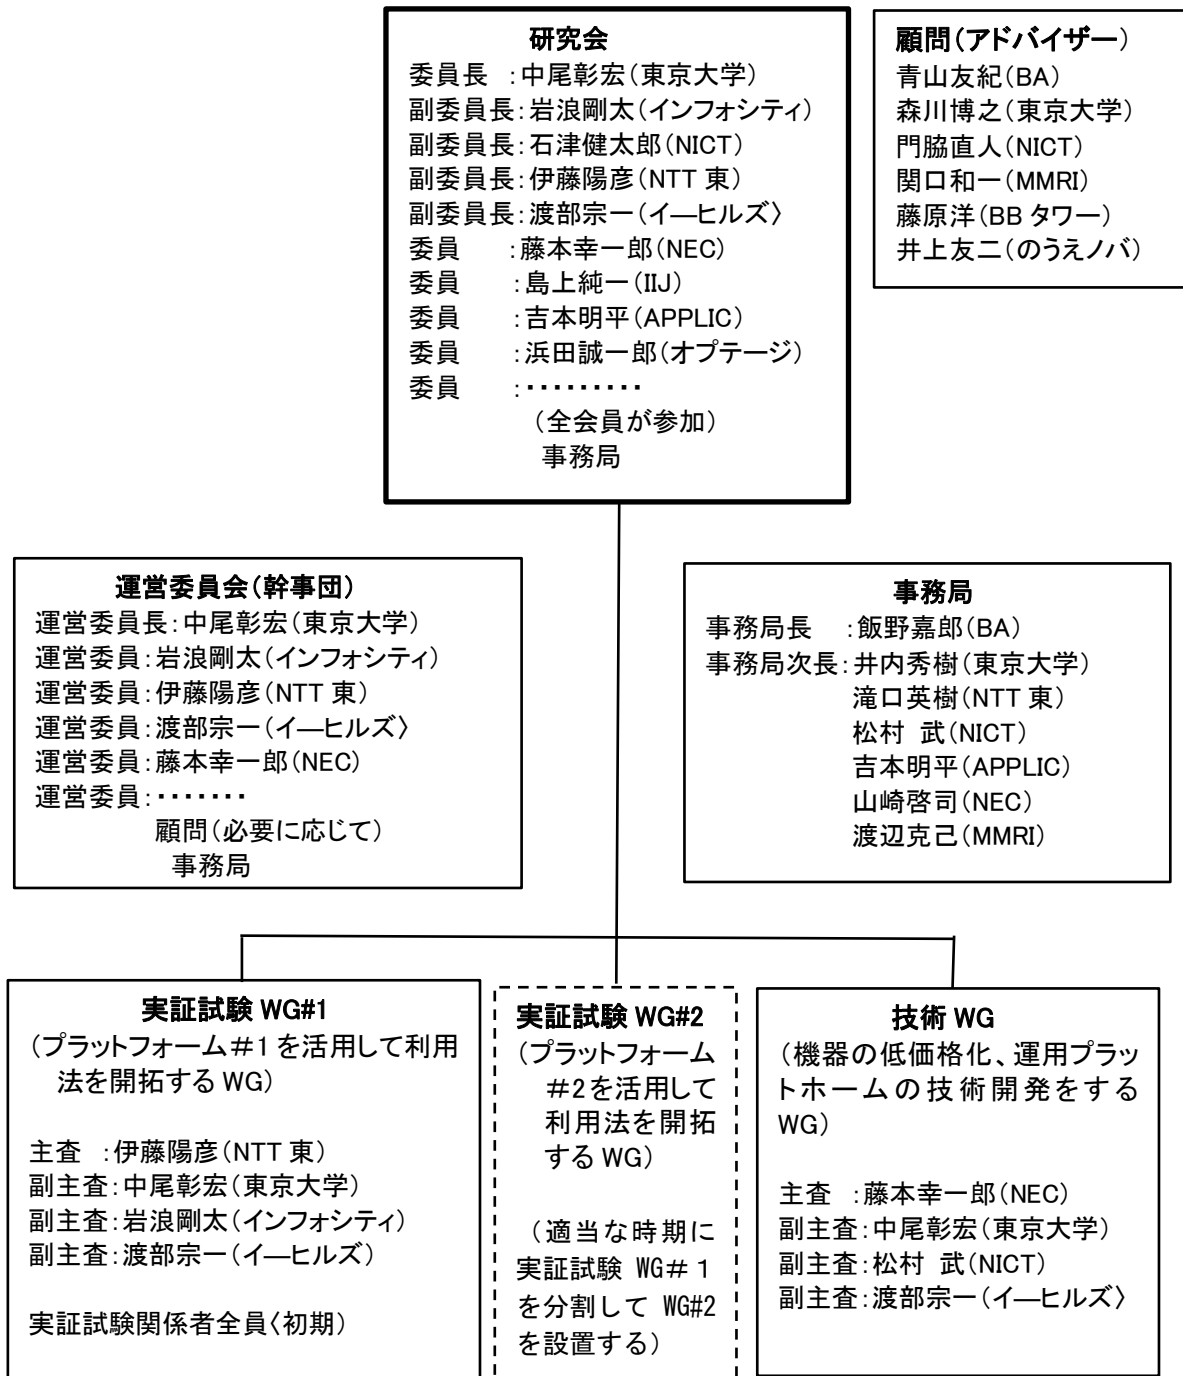 研究会
委員長　：中尾彰宏（東京大学）
副委員長：岩浪剛太（インフォシティ）
副委員長：石津健太郎（NICT）
副委員長：伊藤陽彦（NTT 東）
副委員長：渡部宗一（イ―ヒルズ〉
委員　　：藤本幸一郎（NEC）
委員　　：島上純一（IIJ）
委員　　：吉本明平（APPLIC）
委員　　：浜田誠一郎（オプテージ）
委員　　：・・・・・・・・・
（全会員が参加）
事務局
顧問（アドバイザー）
青山友紀（BA）
森川博之（東京大学）
門脇直人（NICT）
関口和一（MMRI）
藤原洋（BB タワー）
井上友二（のうえノバ）
運営委員会（幹事団）
運営委員長：中尾彰宏（東京大学）
運営委員：岩浪剛太（インフォシティ）
運営委員：伊藤陽彦（NTT 東）
運営委員：渡部宗一（イ―ヒルズ〉
運営委員：藤本幸一郎（NEC）
運営委員：・・・・・・・
顧問（必要に応じて）
事務局
事務局
事務局長　：飯野嘉郎（BA）
事務局次長：井内秀樹（東京大学）
滝口英樹（NTT 東）
松村 武（NICT）
吉本明平（APPLIC）
山崎啓司（NEC）
渡辺克己（MMRI）
実証試験 WG#1
（プラットフォーム＃1 を活用して利用
法を開拓する WG）
主査　：伊藤陽彦（NTT 東）
副主査：中尾彰宏（東京大学）
副主査：岩浪剛太（インフォシティ）
副主査：渡部宗一（イ―ヒルズ）
実証試験関係者全員〈初期）
実証試験 WG#2
（プラットフォーム
＃2を活用して
利用法を開拓
する WG）
（適当な時期に
実証試験 WG＃１
を分割して WG#2
を設置する）
技術 WG
（機器の低価格化、運用プラッ
トホームの技術開発をする
WG）
主査　：藤本幸一郎（NEC）
副主査：中尾彰宏（東京大学）
副主査：松村 武（NICT）
副主査：渡部宗一（イ―ヒルズ〉